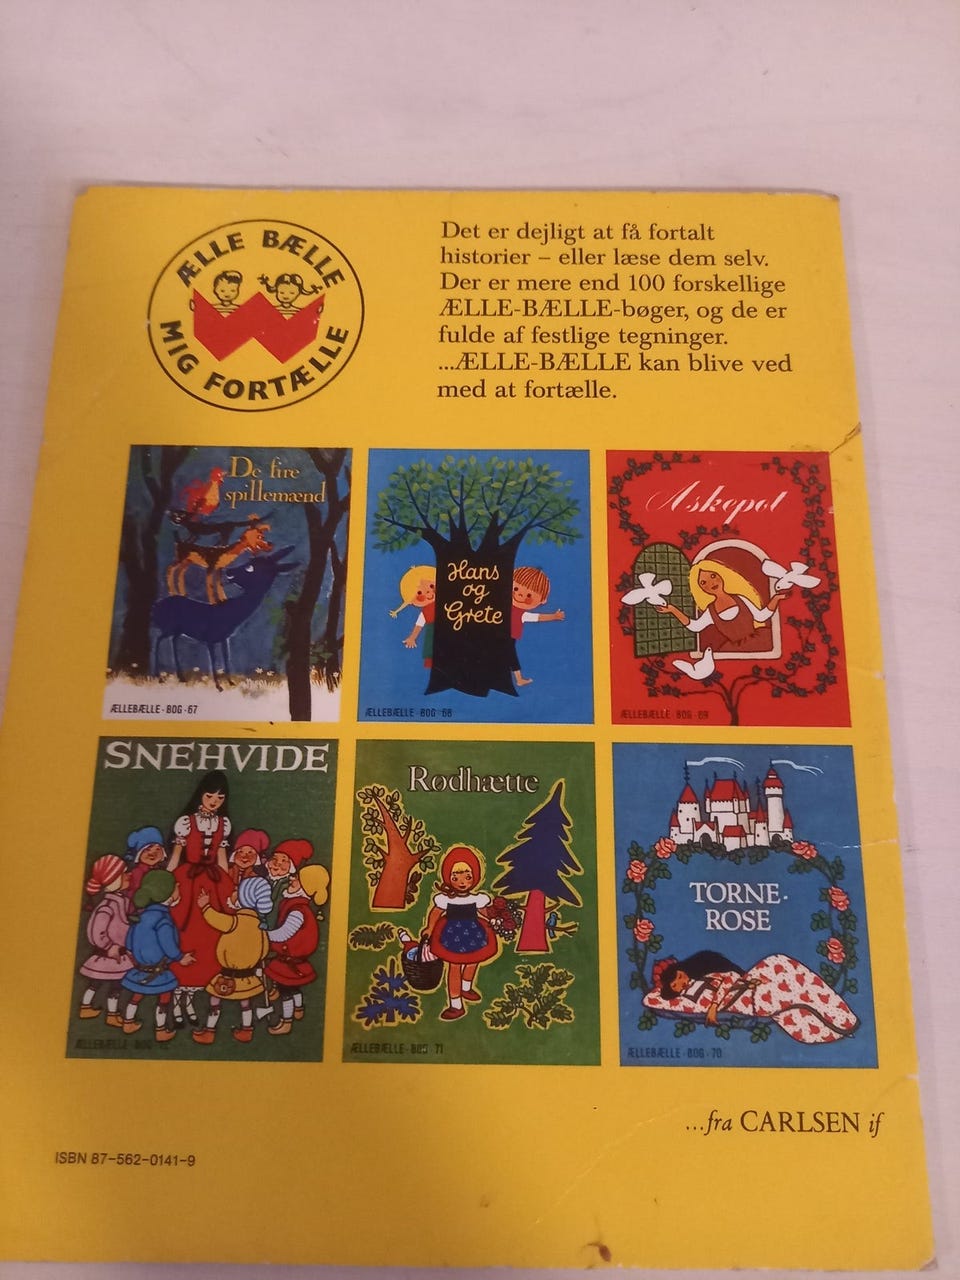 ÆLLE BÆLLE
MIG FORTÆLLE
Det er dejligt at få fortalt
historier – eller læse dem selv.
Der er mere end 100 forskellige
ÆLLE-BÆLLE-bøger, og de er
fulde af festlige tegninger.
...ÆLLE-BÆLLE kan blive ved
med at fortælle.
De fire
spillemænd
ÆLLEBÆLLE·BOG·67
Hans
og
Grete
ÆLLEBÆLLE·BOG·68
Askepot
ÆLLEBÆLLE·BOG·69
SNEHVIDE
ÆLLEBÆLLE·BOG
Rødhætte
ÆLLEBÆLLE·BOG·71
TORNE-
ROSE
ÆLLEBÆLLE·BOG·70
...fra CARLSEN if
ISBN 87-562-0141-9